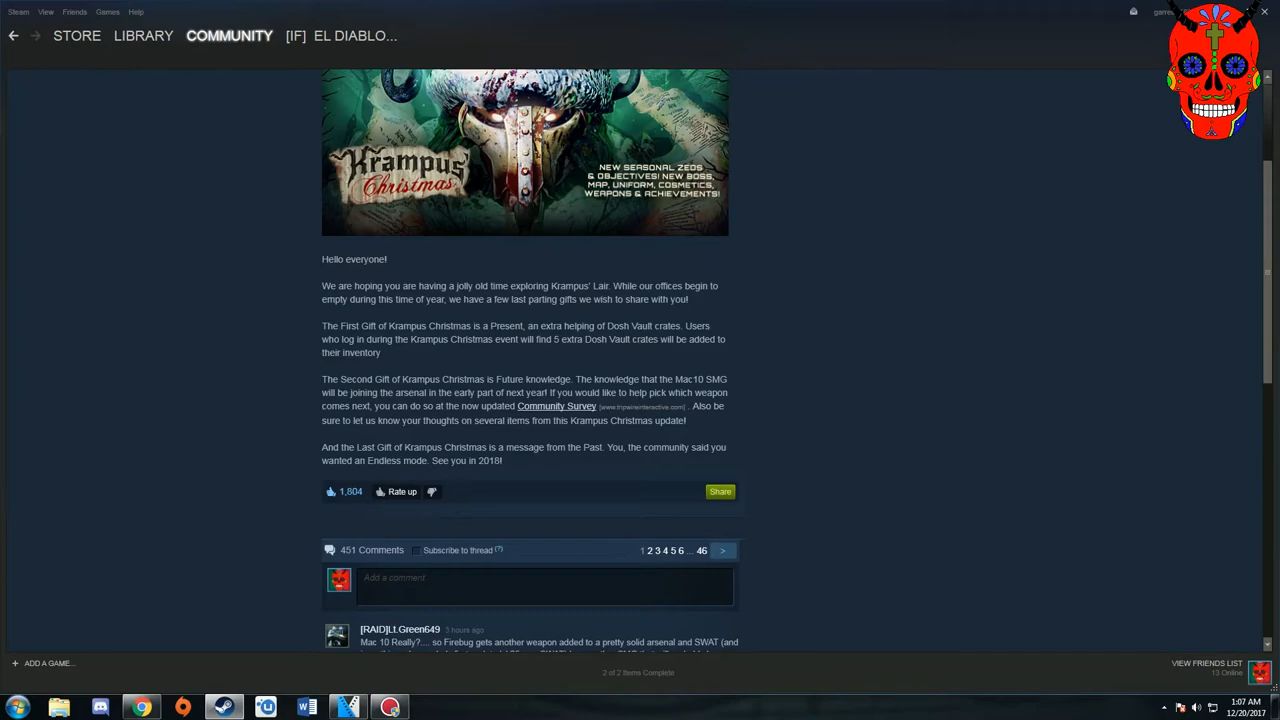 Steam View Friends Games Help
STORE LIBRARY COMMUNITY [IF] EL DIABLO...
Krampus
Christmas
NEW SEASONAL ZEDS
& OBJECTIVES! NEW BOSS,
MAP, UNIFORM, COSMETICS,
WEAPONS & ACHIEVEMENTS!
Hello everyone!
We are hoping you are having a jolly old time exploring Krampus' Lair. While our offices begin to
empty during this time of year, we have a few last parting gifts we wish to share with you!
The First Gift of Krampus Christmas is a Present, an extra helping of Dosh Vault crates. Users
who log in during the Krampus Christmas event will find 5 extra Dosh Vault crates will be added to
their inventory
The Second Gift of Krampus Christmas is Future knowledge. The knowledge that the Mac10 SMG
will be joining the arsenal in the early part of next year! If you would like to help pick which weapon
comes next, you can do so at the now updated Community Survey [www.tripwireinteractive.com] . Also be
sure to let us know your thoughts on several items from this Krampus Christmas update!
And the Last Gift of Krampus Christmas is a message from the Past. You, the community said you
wanted an Endless mode. See you in 2018!
1,804 Rate up Share
451 Comments Subscribe to thread (?) 1 2 3 4 5 6 ... 46 >
Add a comment
[RAID]Lt.Green649 3 hours ago
Mac 10 Really?.... so Firebug gets another weapon added to a pretty solid arsenal and SWAT (and
+ ADD A GAME...
2 of 2 Items Complete
VIEW FRIENDS LIST
13 Online
1:07 AM
12/20/2017